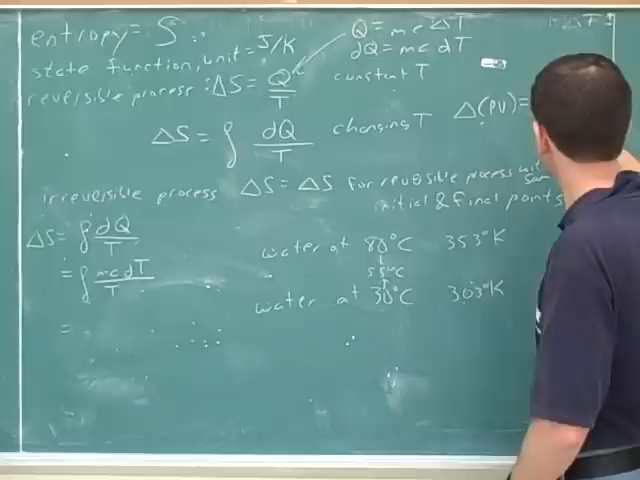 entropy = S:
state function, unit = J/K
Q = mcΔT
dQ = mc dT
reversible process: ΔS = Q/T constant T
ΔS = ∫ dQ/T changing T
Δ(PV) =
irreversible process ΔS = ΔS for reversible process with same
initial & final points
ΔS = ∫ dQ/T
= ∫ mcdT/T
=
water at 80°C 353°K
55°C
water at 30°C 303°K